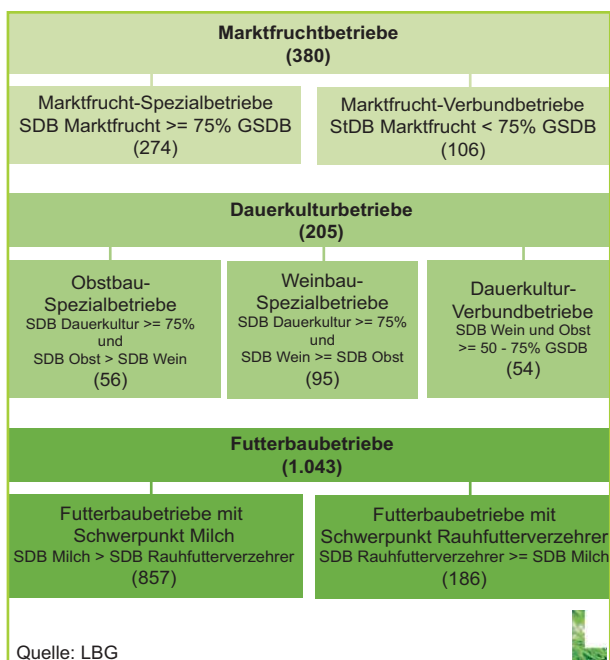 Marktfruchtbetriebe
(380)
Marktfrucht-Spezialbetriebe
SDB Marktfrucht >= 75% GSDB
(274)
Marktfrucht-Verbundbetriebe
StDB Marktfrucht < 75% GSDB
(106)
Dauerkulturbetriebe
(205)
Obstbau-
Spezialbetriebe
SDB Dauerkultur >= 75%
und
SDB Obst > SDB Wein
(56)
Weinbau-
Spezialbetriebe
SDB Dauerkultur >= 75%
und
SDB Wein >= SDB Obst
(95)
Dauerkultur-
Verbundbetriebe
SDB Wein und Obst
>= 50 - 75% GSDB
(54)
Futterbaubetriebe
(1.043)
Futterbaubetriebe mit
Schwerpunkt Milch
SDB Milch > SDB Rauhfutterverzehrer
(857)
Futterbaubetriebe mit
Schwerpunkt Rauhfutterverzehrer
SDB Rauhfutterverzehrer >= SDB Milch
(186)
Quelle: LBG